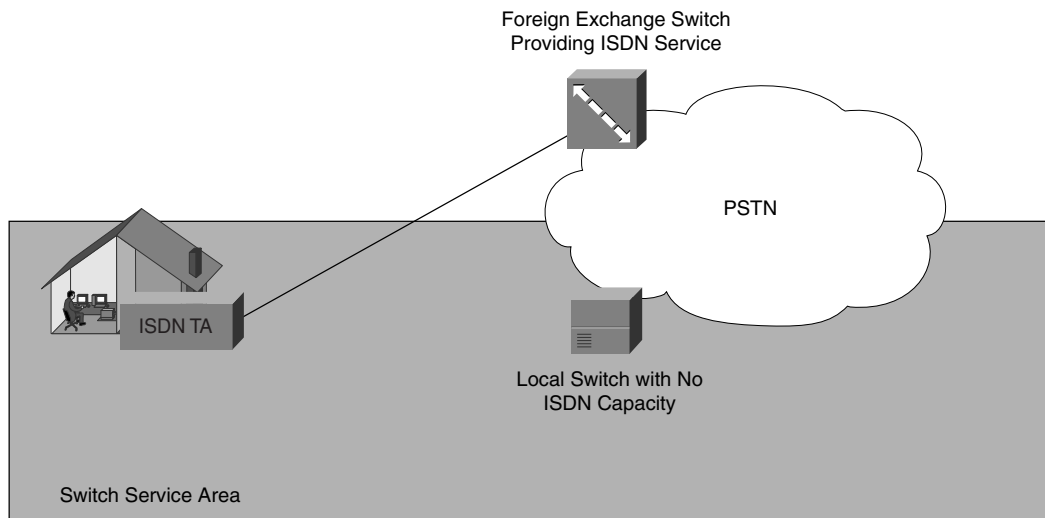 Foreign Exchange Switch
Providing ISDN Service
PSTN
ISDN TA
Local Switch with No
ISDN Capacity
Switch Service Area